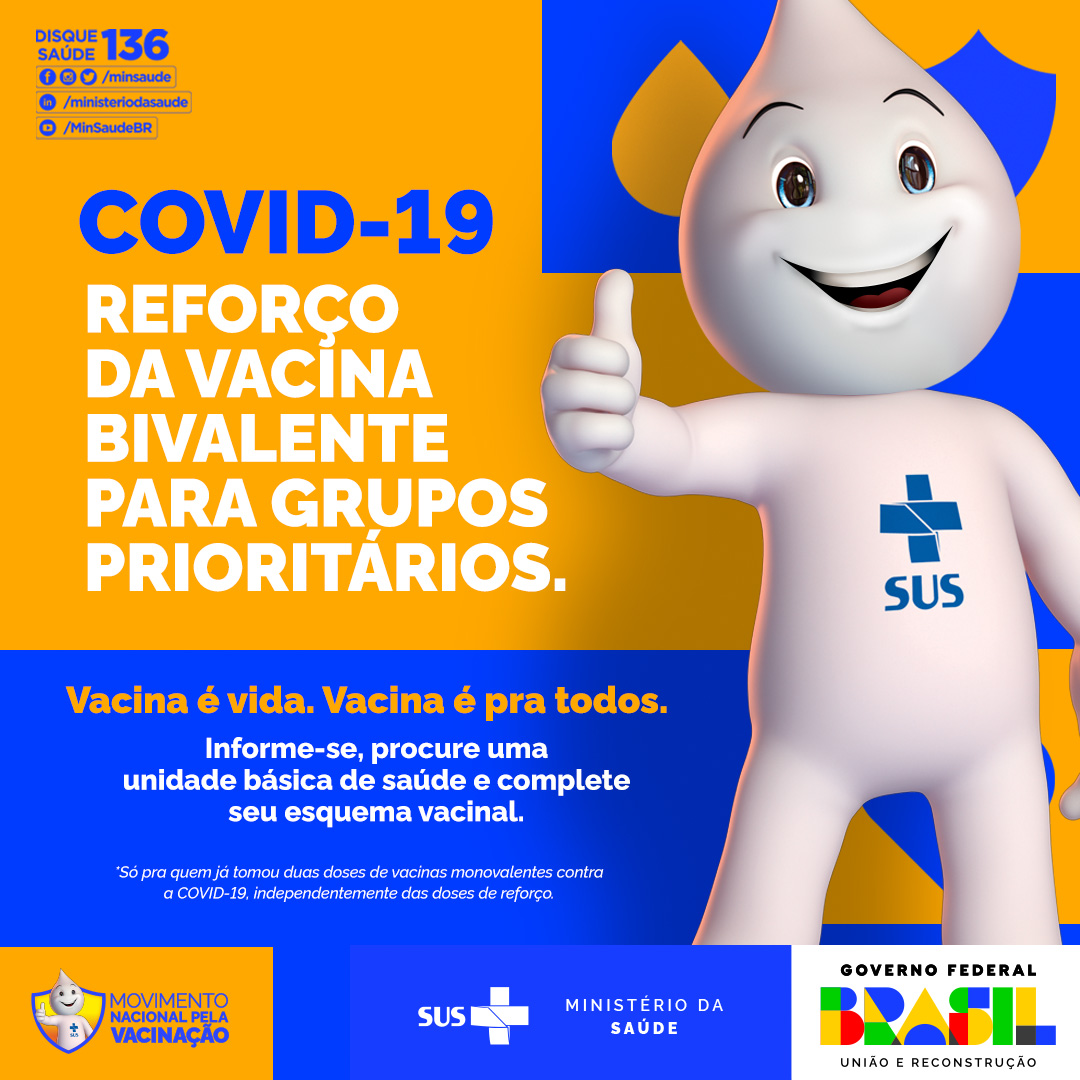 DISQUE
SAÚDE 136
/minsaude
/ministeriodasaude
/MinSaudeBR
COVID-19
REFORÇO
DA VACINA
BIVALENTE
PARA GRUPOS
PRIORITÁRIOS.
SUS
Vacina é vida. Vacina é pra todos.
Informe-se, procure uma
unidade básica de saúde e complete
seu esquema vacinal.
*Só pra quem já tomou duas doses de vacinas monovalentes contra
a COVID-19, independentemente das doses de reforço.
SUS
MOVIMENTO
NACIONAL PELA
VACINAÇÃO
SUS
MINISTÉRIO DA
SAÚDE
GOVERNO FEDERAL
BRASIL
UNIÃO E RECONSTRUÇÃO